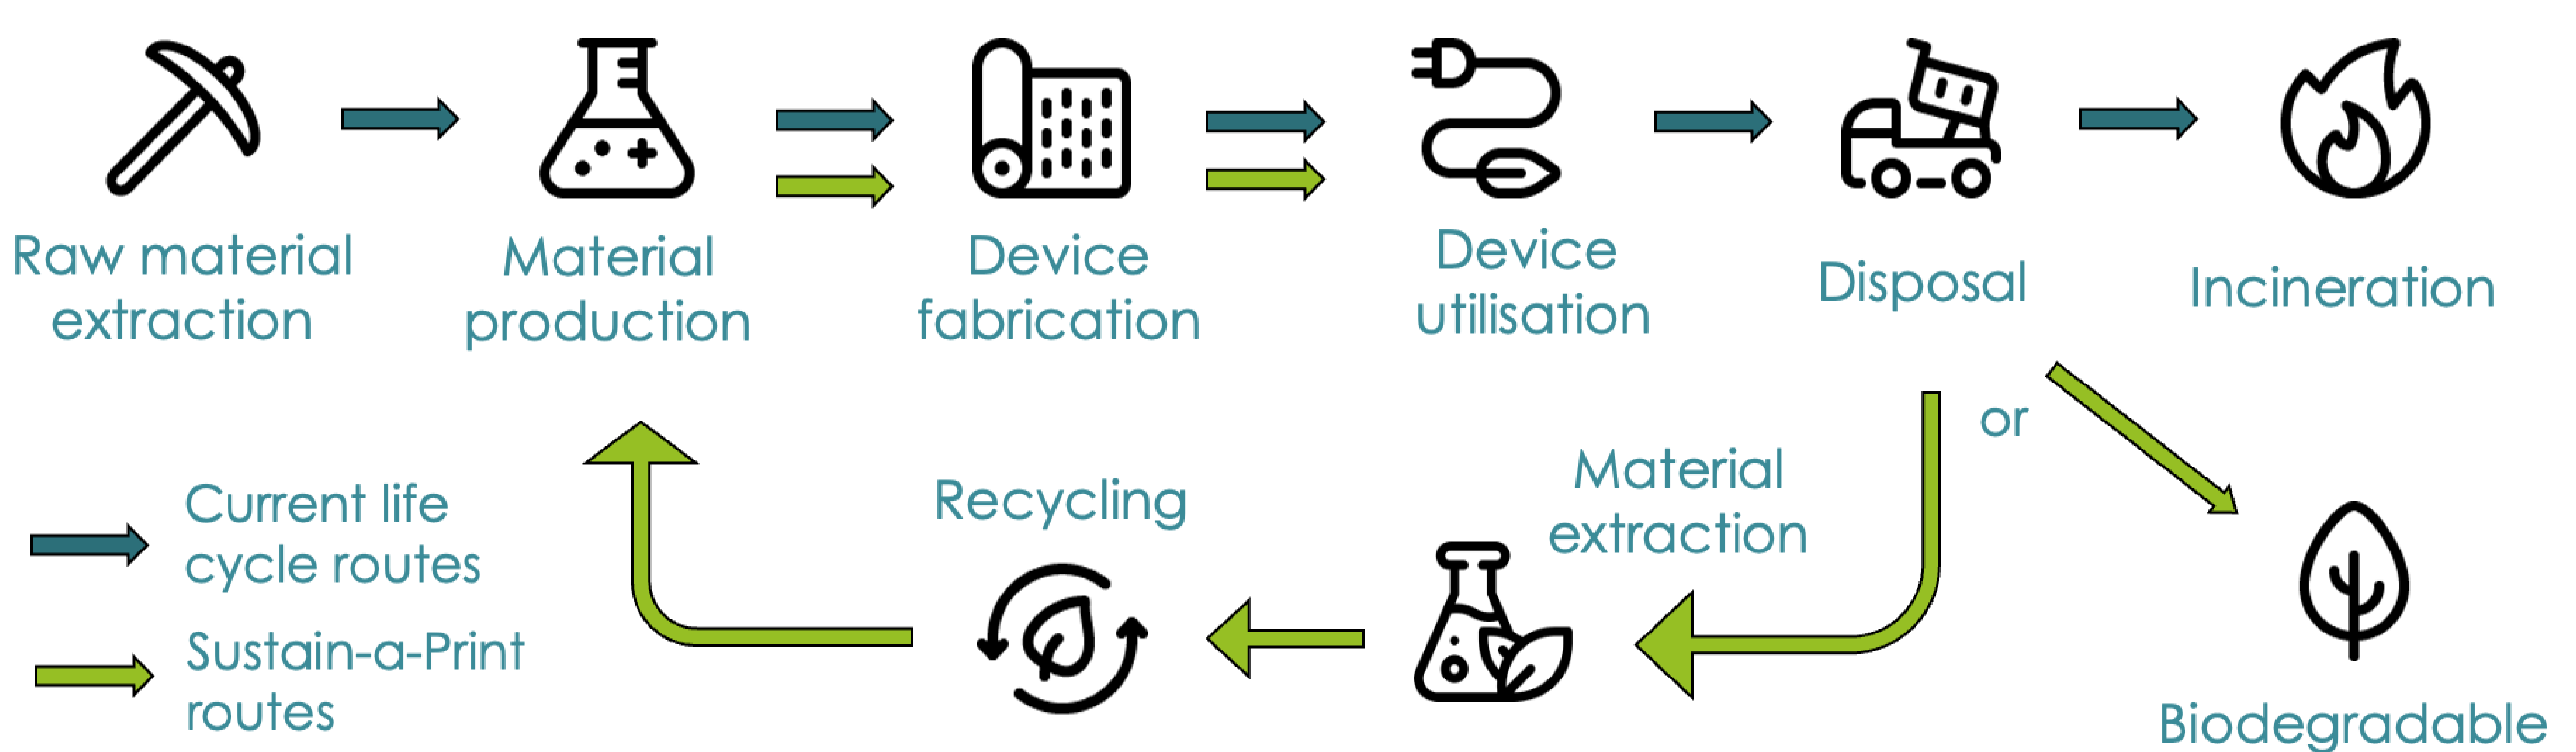 Raw material
extraction
Material
production
Device
fabrication
Device
utilisation
Disposal
Incineration
or
Material
extraction
Recycling
Current life
cycle routes
Sustain-a-Print
routes
Biodegradable